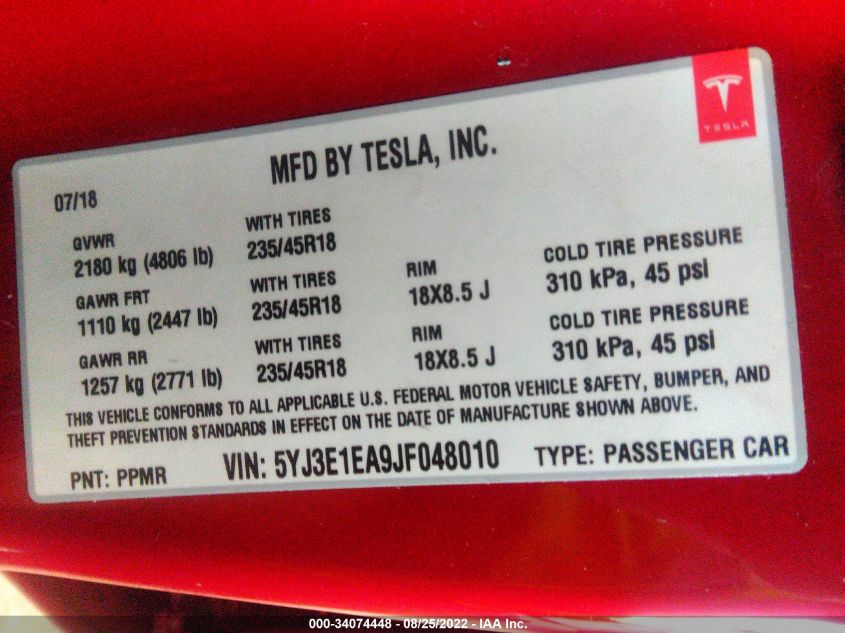 TESLA
MFD BY TESLA, INC.
07/18
GVWR
2180 kg (4806 lb)
WITH TIRES
235/45R18
GAWR FRT
1110 kg (2447 lb)
WITH TIRES
235/45R18
RIM
18X8.5 J
COLD TIRE PRESSURE
310 kPa, 45 psi
GAWR RR
1257 kg (2771 lb)
WITH TIRES
235/45R18
RIM
18X8.5 J
COLD TIRE PRESSURE
310 kPa, 45 psi
THIS VEHICLE CONFORMS TO ALL APPLICABLE U.S. FEDERAL MOTOR VEHICLE SAFETY, BUMPER, AND
THEFT PREVENTION STANDARDS IN EFFECT ON THE DATE OF MANUFACTURE SHOWN ABOVE.
PNT: PPMR VIN: 5YJ3E1EA9JF048010 TYPE: PASSENGER CAR
000-34074448 - 08/25/2022 - IAA Inc.